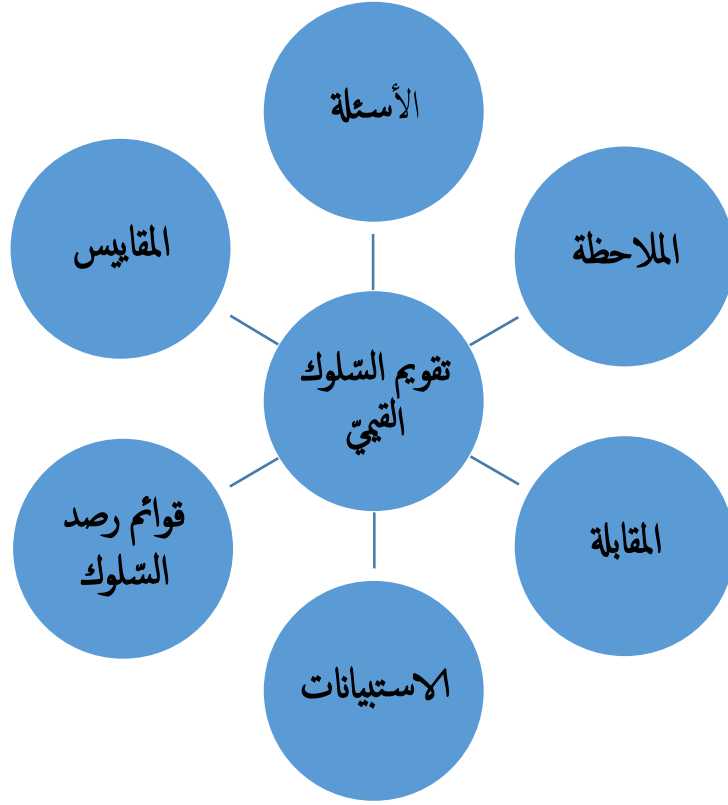 الأسئلة
الملاحظة
المقابلة
الاستبيانات
قوائم رصد
السّلوك
المقاييس
تقويم السّلوك
القيميّ